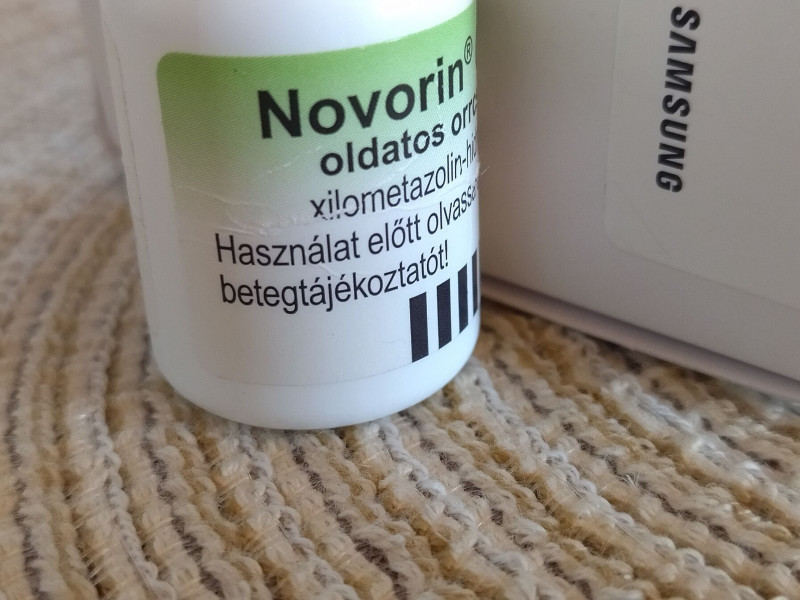 Novorin®
oldatos
xilometazolin-
Használat előtt
betegtájékoztatót!
SAMSUNG